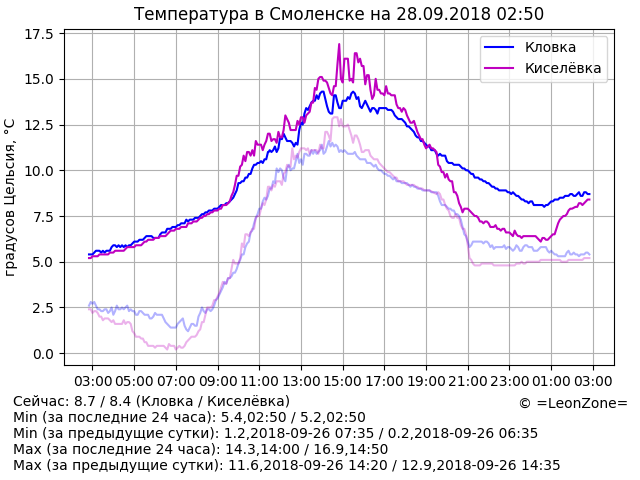 Температура в Смоленске на 28.09.2018 02:50
Кловка
Киселёвка
градусов Цельсия, °C
17.5
15.0
12.5
10.0
7.5
5.0
2.5
0.0
03:00 05:00 07:00 09:00 11:00 13:00 15:00 17:00 19:00 21:00 23:00 01:00 03:00
Сейчас: 8.7 / 8.4 (Кловка / Киселёвка)
© =LeonZone=
Min (за последние 24 часа): 5.4,02:50 / 5.2,02:50
Min (за предыдущие сутки): 1.2,2018-09-26 07:35 / 0.2,2018-09-26 06:35
Max (за последние 24 часа): 14.3,14:00 / 16.9,14:50
Max (за предыдущие сутки): 11.6,2018-09-26 14:20 / 12.9,2018-09-26 14:35